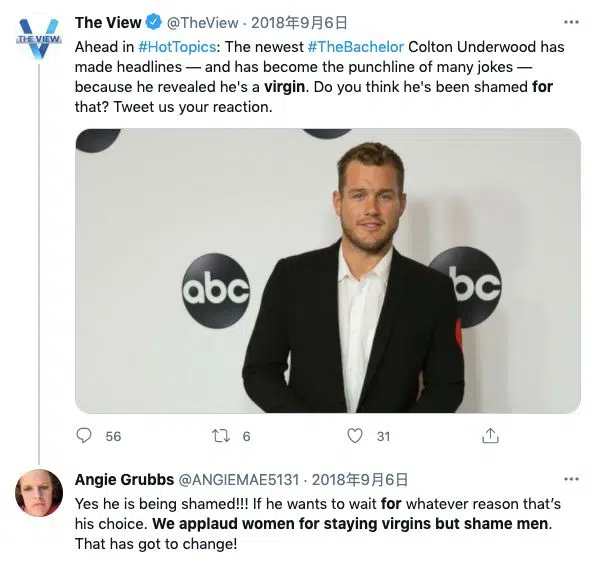 The View @TheView · 2018年9月6日
Ahead in #HotTopics: The newest #TheBachelor Colton Underwood has
made headlines — and has become the punchline of many jokes —
because he revealed he's a virgin. Do you think he's been shamed for
that? Tweet us your reaction.
THE VIEW
abc
bc
56 6 31
Angie Grubbs @ANGIEMAE5131 · 2018年9月6日
Yes he is being shamed!!! If he wants to wait for whatever reason that’s
his choice. We applaud women for staying virgins but shame men.
That has got to change!